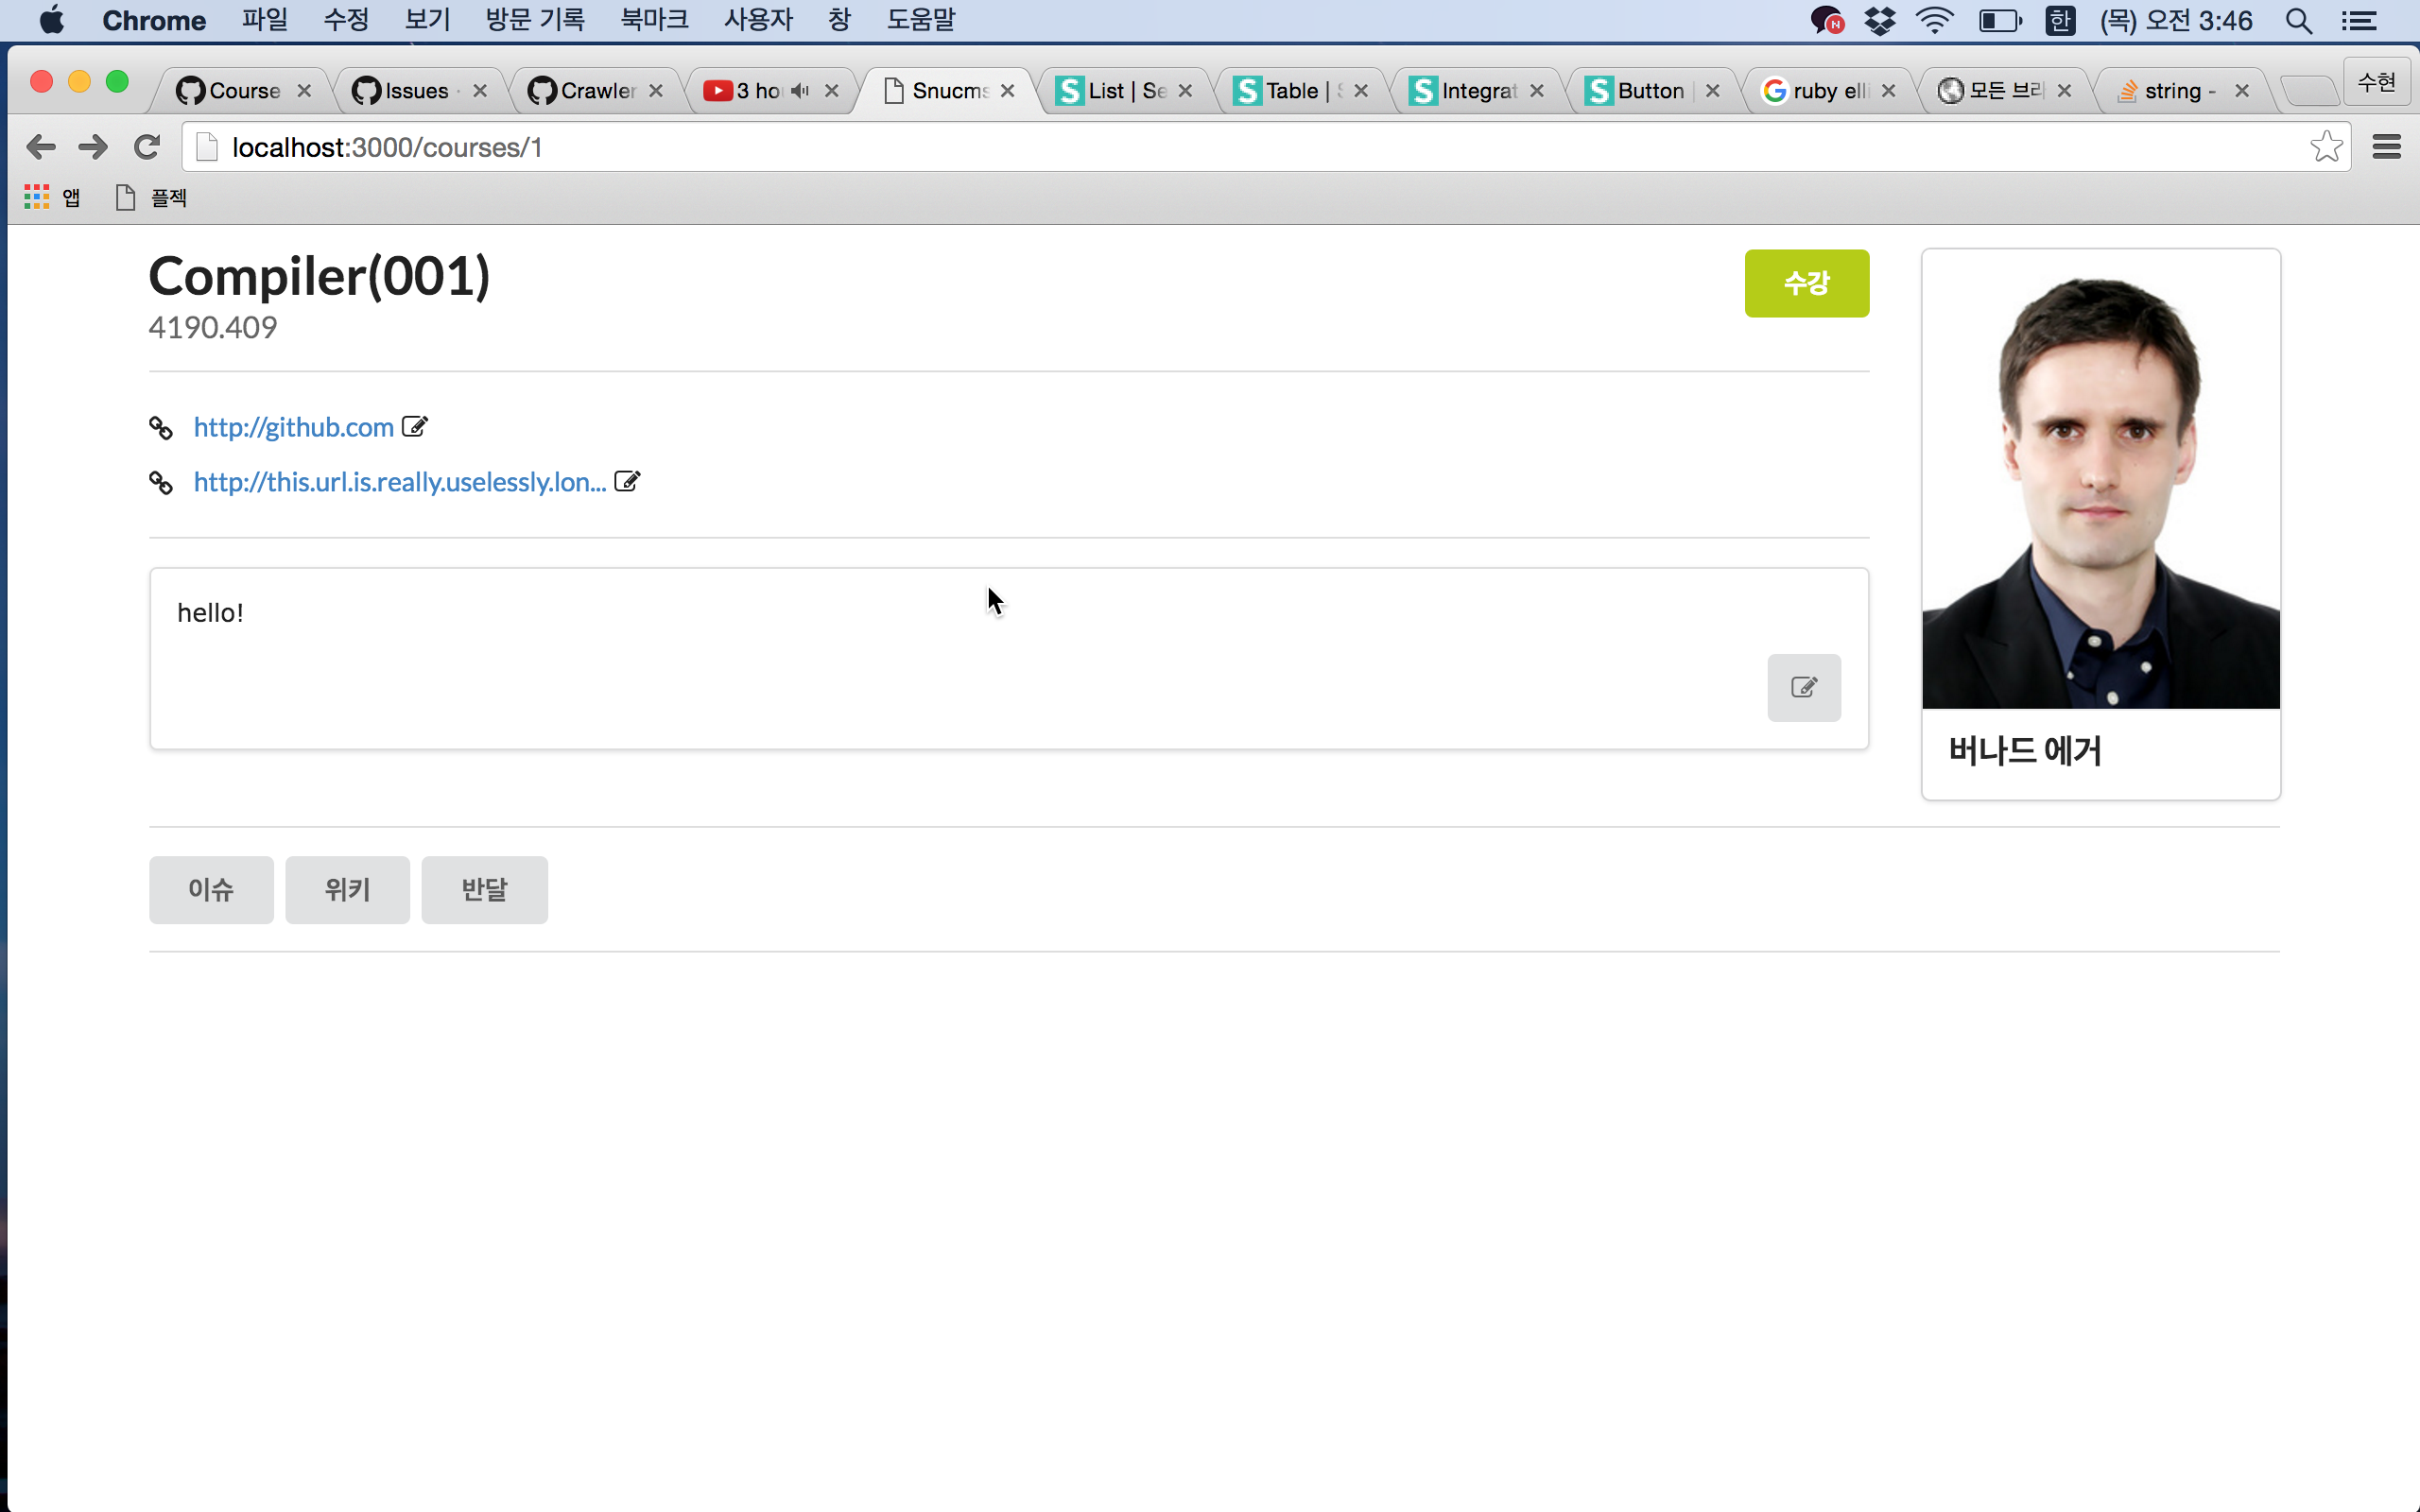 Chrome 파일 수정 보기 방문 기록 북마크 사용자 창 도움말 한 (목) 오전 3:46
Course Issues · Crawler 3 ho Snucms List | Se Table | S Integrat Button | ruby elli 모든 브라 string - 수현
localhost:3000/courses/1
앱 플젝
Compiler(001)
수강
4190.409
http://github.com
http://this.url.is.really.uselessly.lon...
hello!
버나드 에거
이슈 위키 반달